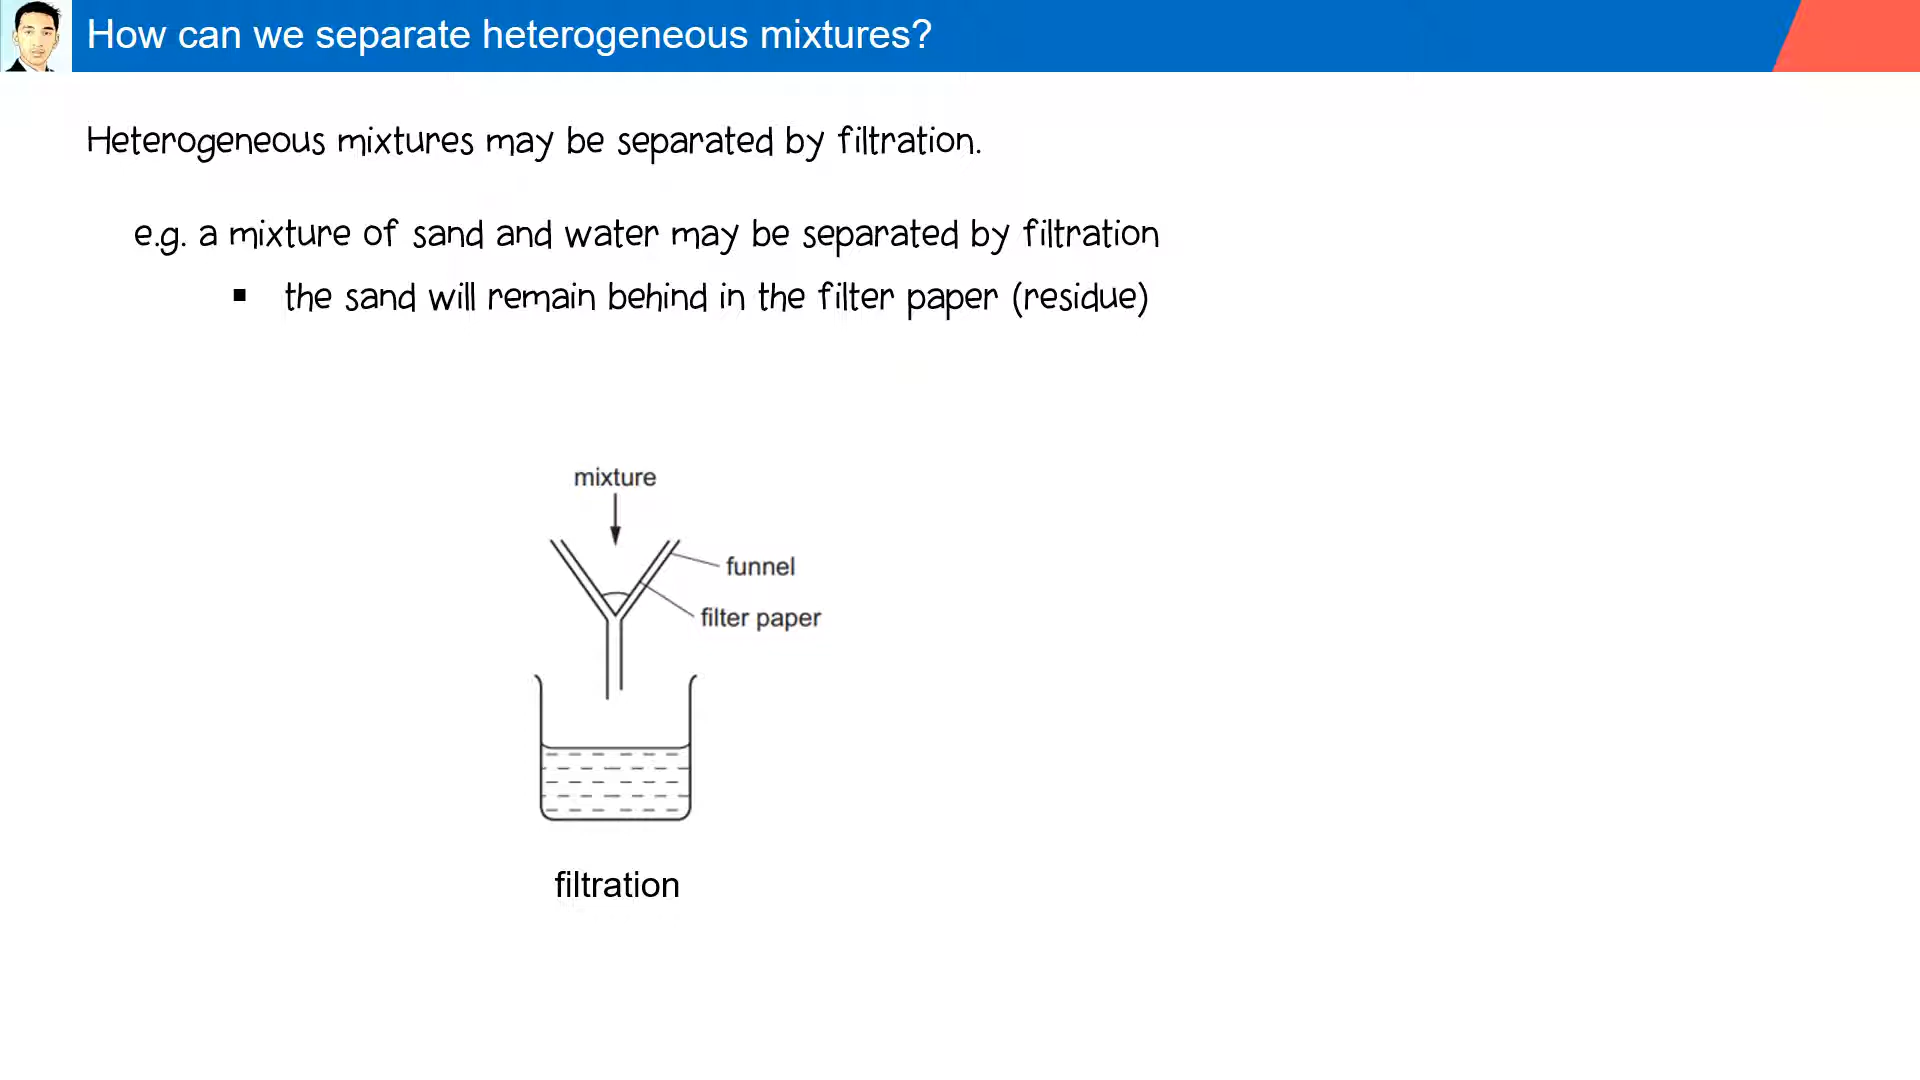 How can we separate heterogeneous mixtures?
Heterogeneous mixtures may be separated by filtration.
e.g. a mixture of sand and water may be separated by filtration
▪ the sand will remain behind in the filter paper (residue)
mixture
funnel
filter paper
filtration